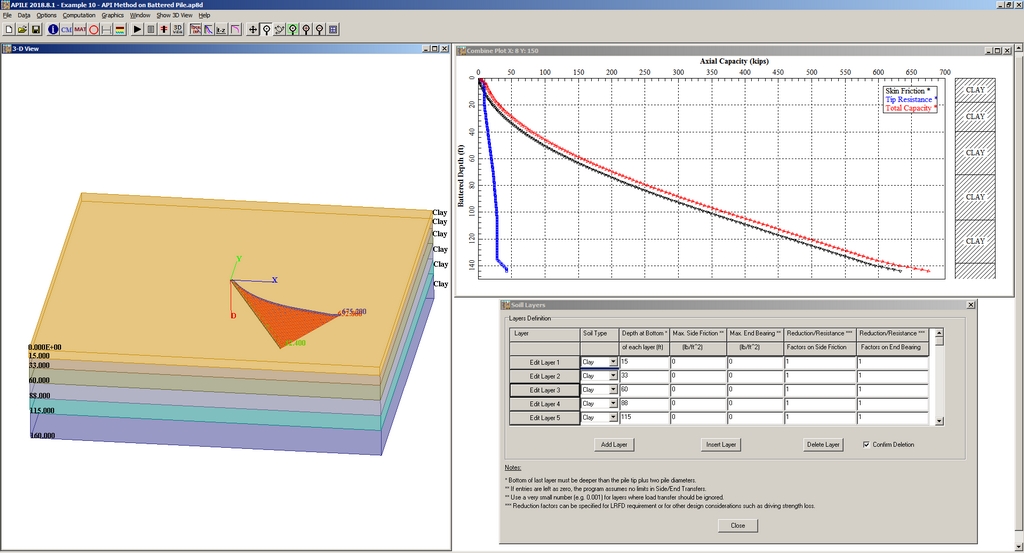 APILE 2018.8.1 - Example 10 - API Method on Battered Pile.ap8d
File Data Options Computation Graphics Window Show 3D View Help
3-D View
Clay
Clay
Clay
Clay
Clay
Clay
Y
X
D
0.000E+00
15.000
33.000
60.000
88.000
115.000
160.000
Combine Plot X: 8 Y: 150
Axial Capacity (kips)
0 50 100 150 200 250 300 350 400 450 500 550 600 650 700
Battered Depth (ft)
0
20
40
60
80
100
120
140
Skin Friction *
Tip Resistance *
Total Capacity *
CLAY
CLAY
CLAY
CLAY
CLAY
Soill Layers
Layers Definition
Layer Soil Type Depth at Bottom * Max. Side Friction ** Max. End Bearing ** Reduction/Resistance *** Reduction/Resistance ***
of each layer (ft) (lb/ft^2) (lb/ft^2) Factors on Side Friction Factors on End Bearing
Edit Layer 1 Clay 15 0 0 1 1
Edit Layer 2 Clay 33 0 0 1 1
Edit Layer 3 Clay 60 0 0 1 1
Edit Layer 4 Clay 88 0 0 1 1
Edit Layer 5 Clay 115 0 0 1 1
Add Layer Insert Layer Delete Layer Confirm Deletion
Notes:
* Bottom of last layer must be deeper than the pile tip plus two pile diameters.
** If entries are left as zero, the program assumes no limits in Side/End Transfers.
** Use a very small number (e.g. 0.001) for layers where load transfer should be ignored.
*** Reduction factors can be specified for LRFD requirement or for other design considerations such as driving strength loss.
Close